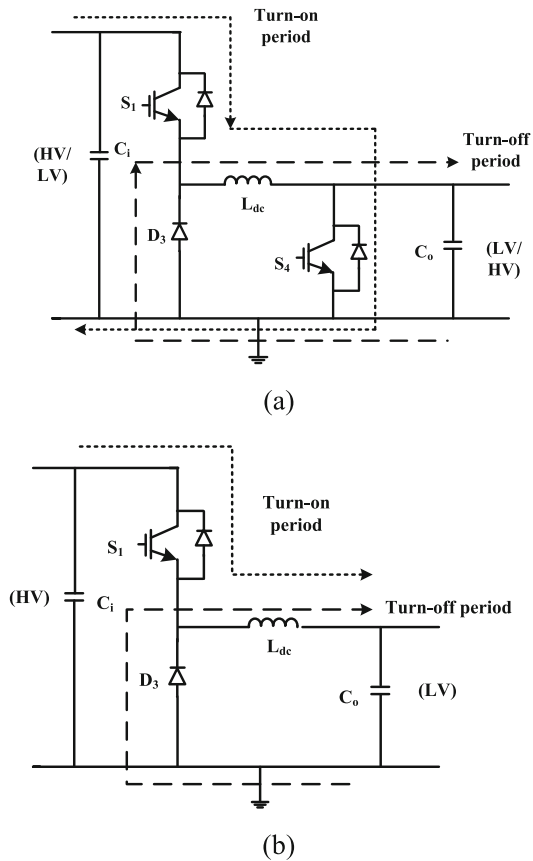 Turn-on
period
S1
(HV/
LV)
Ci
Turn-off
period
Ldc
D3
S4
Co
(LV/
HV)
(a)
Turn-on
period
S1
(HV)
Ci
Turn-off period
Ldc
D3
Co
(LV)
(b)